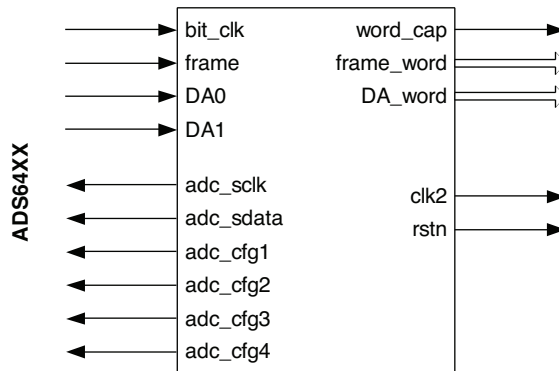 ADS64XX
bit_clk
frame
DA0
DA1
adc_sclk
adc_sdata
adc_cfg1
adc_cfg2
adc_cfg3
adc_cfg4
word_cap
frame_word
DA_word
clk2
rstn